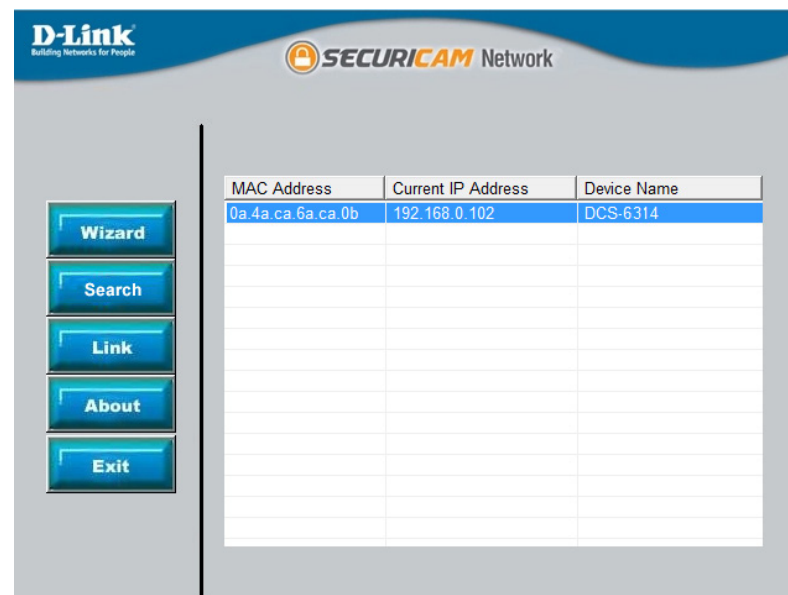 D-Link
Building Networks for People
SECURICAM Network
MAC Address Current IP Address Device Name
0a.4a.ca.6a.ca.0b 192.168.0.102 DCS-6314
Wizard
Search
Link
About
Exit